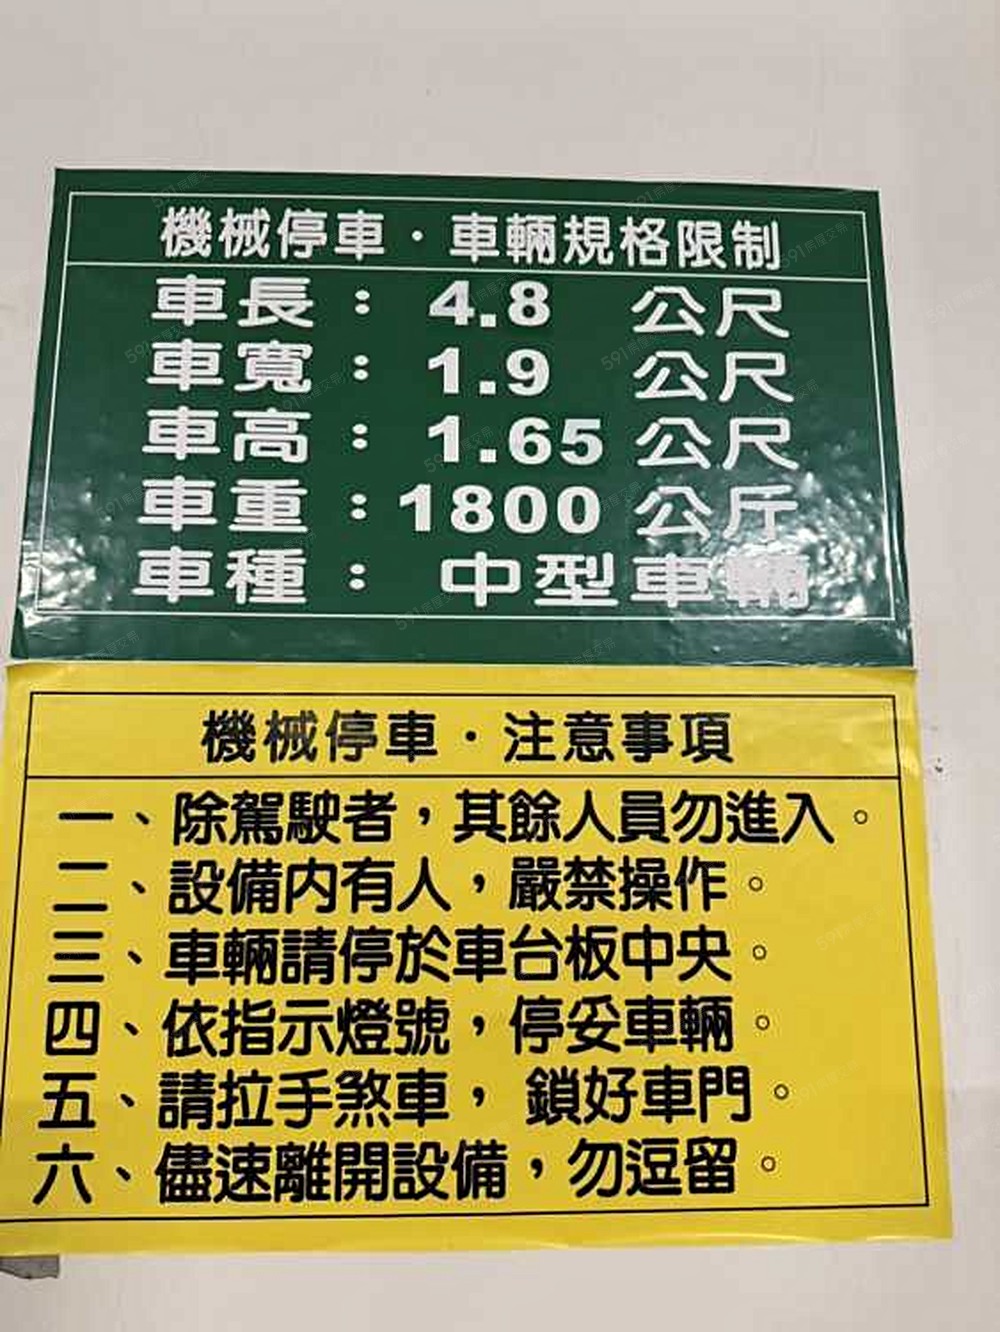 機械停車・車輛規格限制
車長： 4.8 公尺
車寬： 1.9 公尺
車高： 1.65 公尺
車重：1800 公斤
車種： 中型車輛
機械停車・注意事項
一、除駕駛者，其餘人員勿進入。
二、設備內有人，嚴禁操作。
三、車輛請停於車台板中央。
四、依指示燈號，停妥車輛。
五、請拉手煞車，鎖好車門。
六、儘速離開設備，勿逗留。